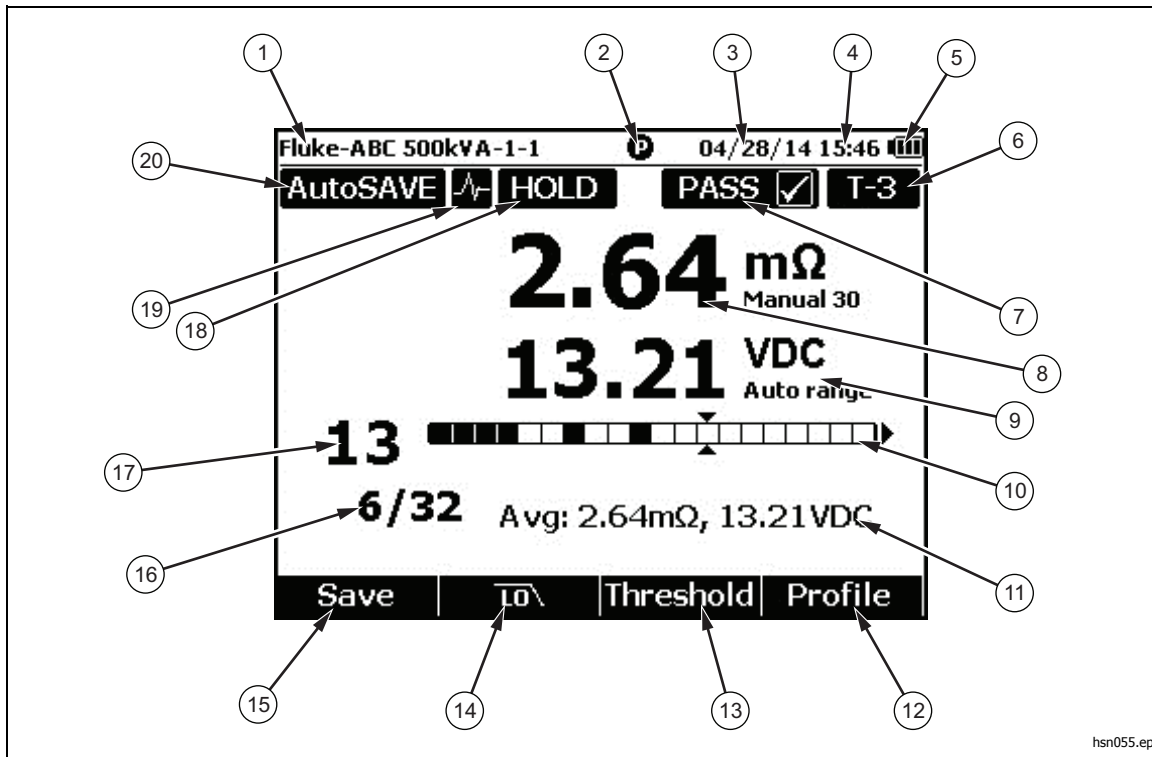 1 2 3 4 5
Fluke-ABC 500kVA-1-1 P 04/28/14 15:46
6
20
AutoSAVE HOLD PASS T-3
2.64 mΩ
Manual 30
19
18
7
13.21 VDC
Auto range
8
9
13
17
10
6/32 Avg: 2.64mΩ, 13.21VDC
16
11
Save LO Threshold Profile
15 14 13 12
hsn055.ep